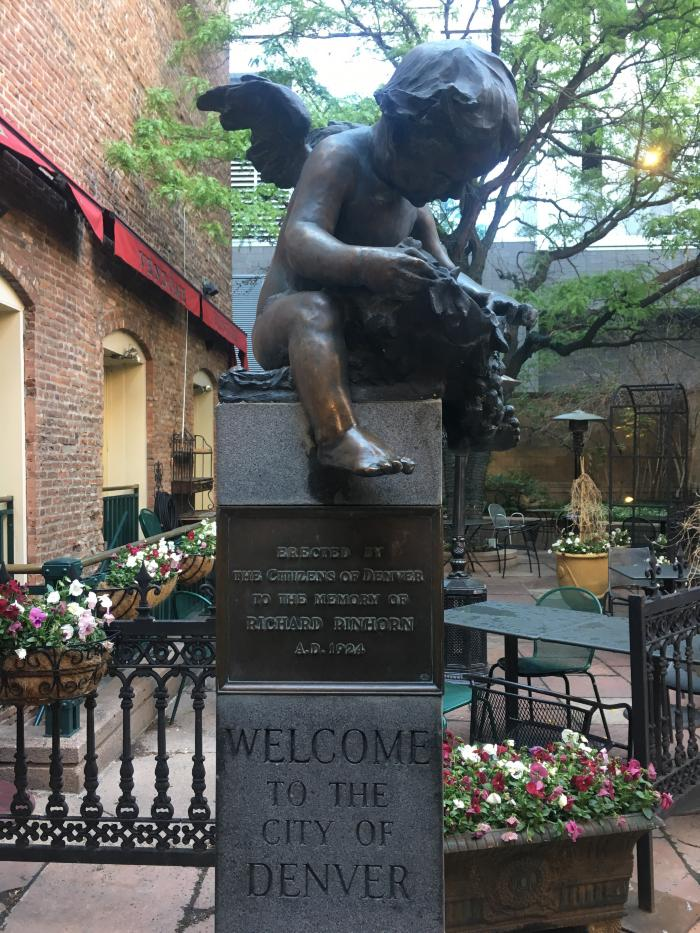 ERECTED BY
THE CITIZENS OF DENVER
TO THE MEMORY OF
RICHARD PINHORN
A.D. 1924
WELCOME
TO THE
CITY OF
DENVER